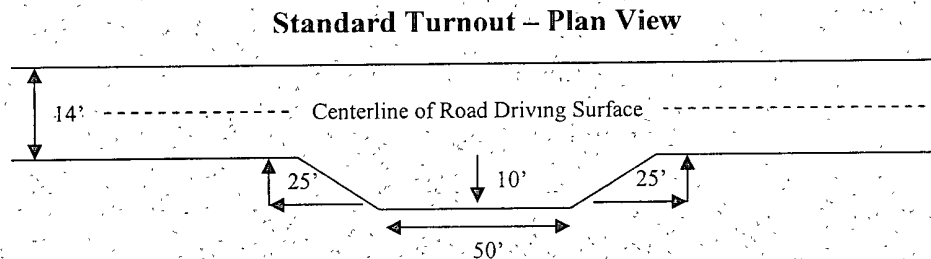 Standard Turnout – Plan View
14'
Centerline of Road Driving Surface
25'
10'
25'
50'